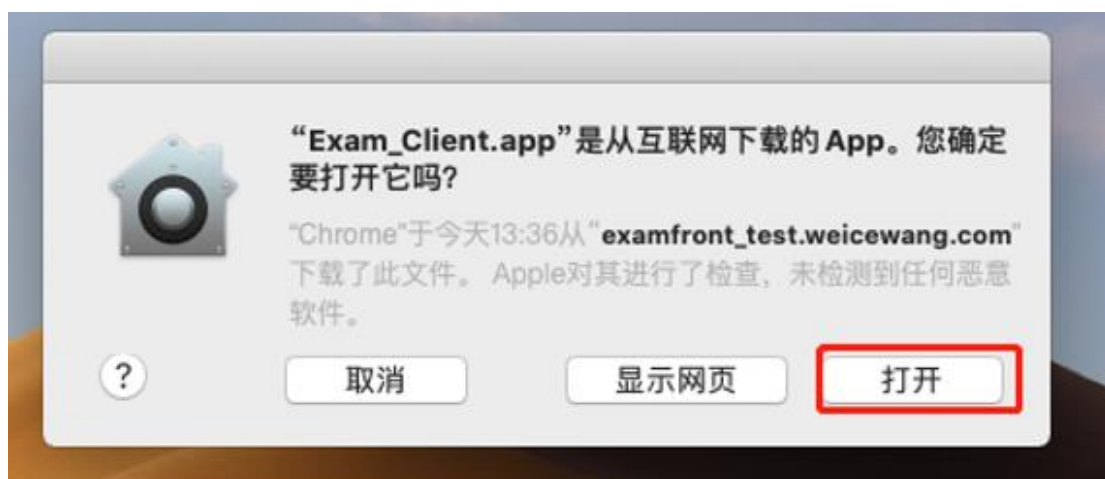 “Exam_Client.app”是从互联网下载的 App。您确定
要打开它吗?
“Chrome”于今天13:36从“examfront_test.weicewang.com”
下载了此文件。 Apple对其进行了检查，未检测到任何恶意
软件。
? 取消 显示网页 打开